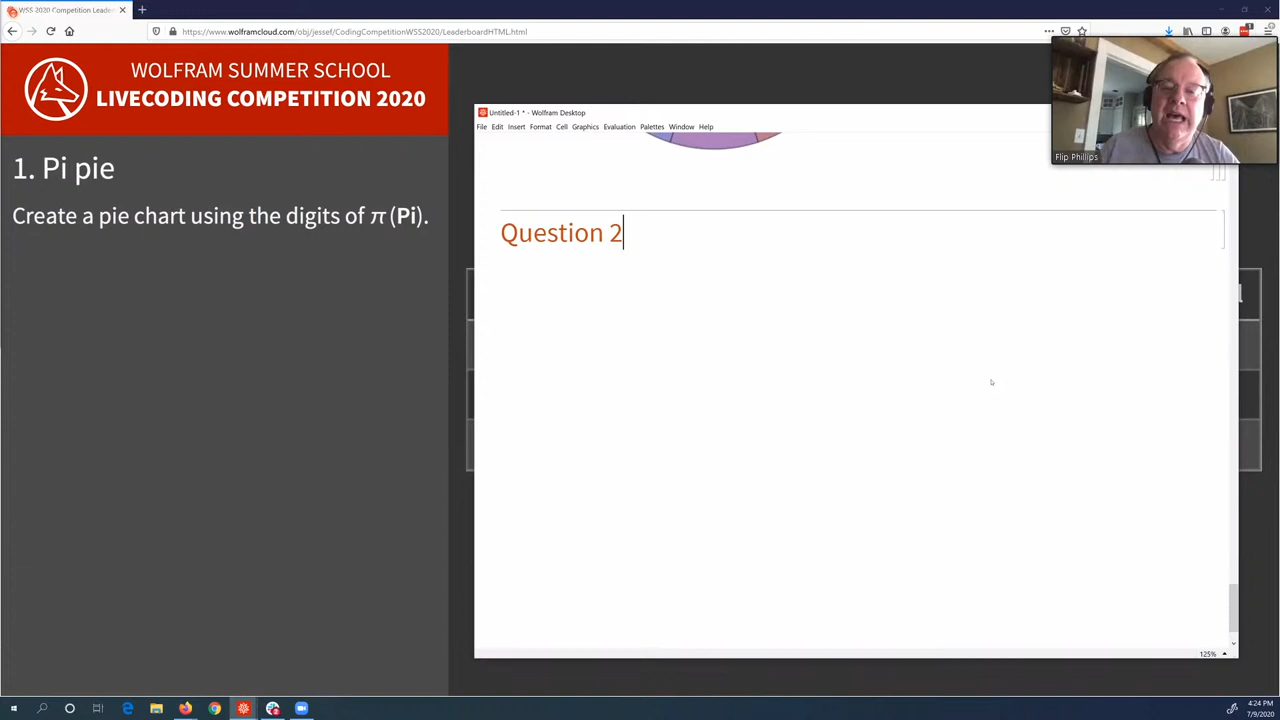 WSS 2020 Competition Leade
https://www.wolframcloud.com/obj/jessef/CodingCompetitionWSS2020/LeaderboardHTML.html
WOLFRAM SUMMER SCHOOL
LIVECODING COMPETITION 2020
1. Pi pie
Create a pie chart using the digits of π (Pi).
Untitled-1 * - Wolfram Desktop
File Edit Insert Format Cell Graphics Evaluation Palettes Window Help
Flip Phillips
Question 2
125%
4:24 PM
7/9/2020